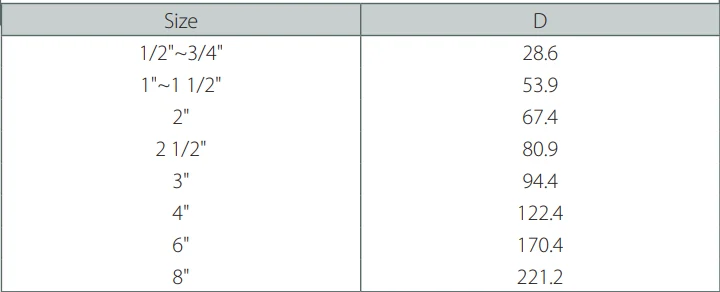 Size D
1/2"~3/4" 28.6
1"~1 1/2" 53.9
2" 67.4
2 1/2" 80.9
3" 94.4
4" 122.4
6" 170.4
8" 221.2